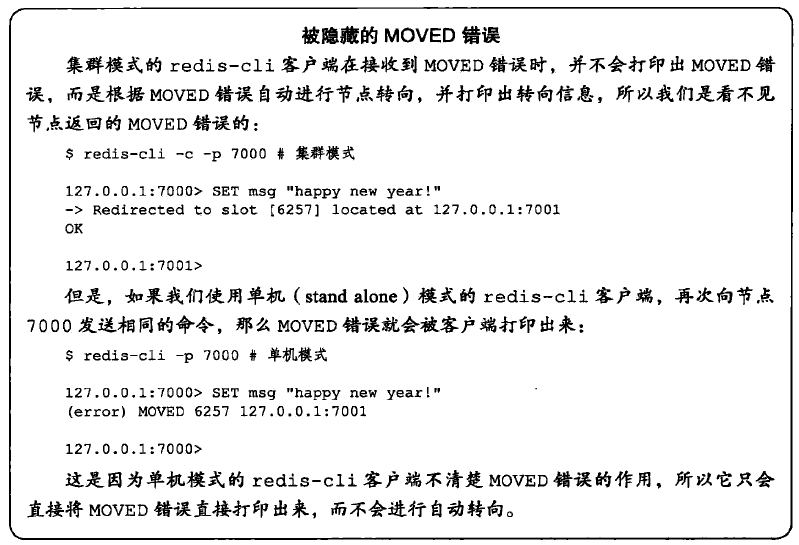 被隐藏的 MOVED 错误
集群模式的 redis-cli 客户端在接收到 MOVED 错误时，并不会打印出 MOVED 错
误，而是根据 MOVED 错误自动进行节点转向，并打印出转向信息，所以我们是看不见
节点返回的 MOVED 错误的：
$ redis-cli -c -p 7000 # 集群模式
127.0.0.1:7000> SET msg "happy new year!"
-> Redirected to slot [6257] located at 127.0.0.1:7001
OK
127.0.0.1:7001>
但是，如果我们使用单机（stand alone）模式的 redis-cli 客户端，再次向节点
7000 发送相同的命令，那么 MOVED 错误就会被客户端打印出来：
$ redis-cli -p 7000 # 单机模式
127.0.0.1:7000> SET msg "happy new year!"
(error) MOVED 6257 127.0.0.1:7001
127.0.0.1:7000>
这是因为单机模式的 redis-cli 客户端不清楚 MOVED 错误的作用，所以它只会
直接将 MOVED 错误直接打印出来，而不会进行自动转向。